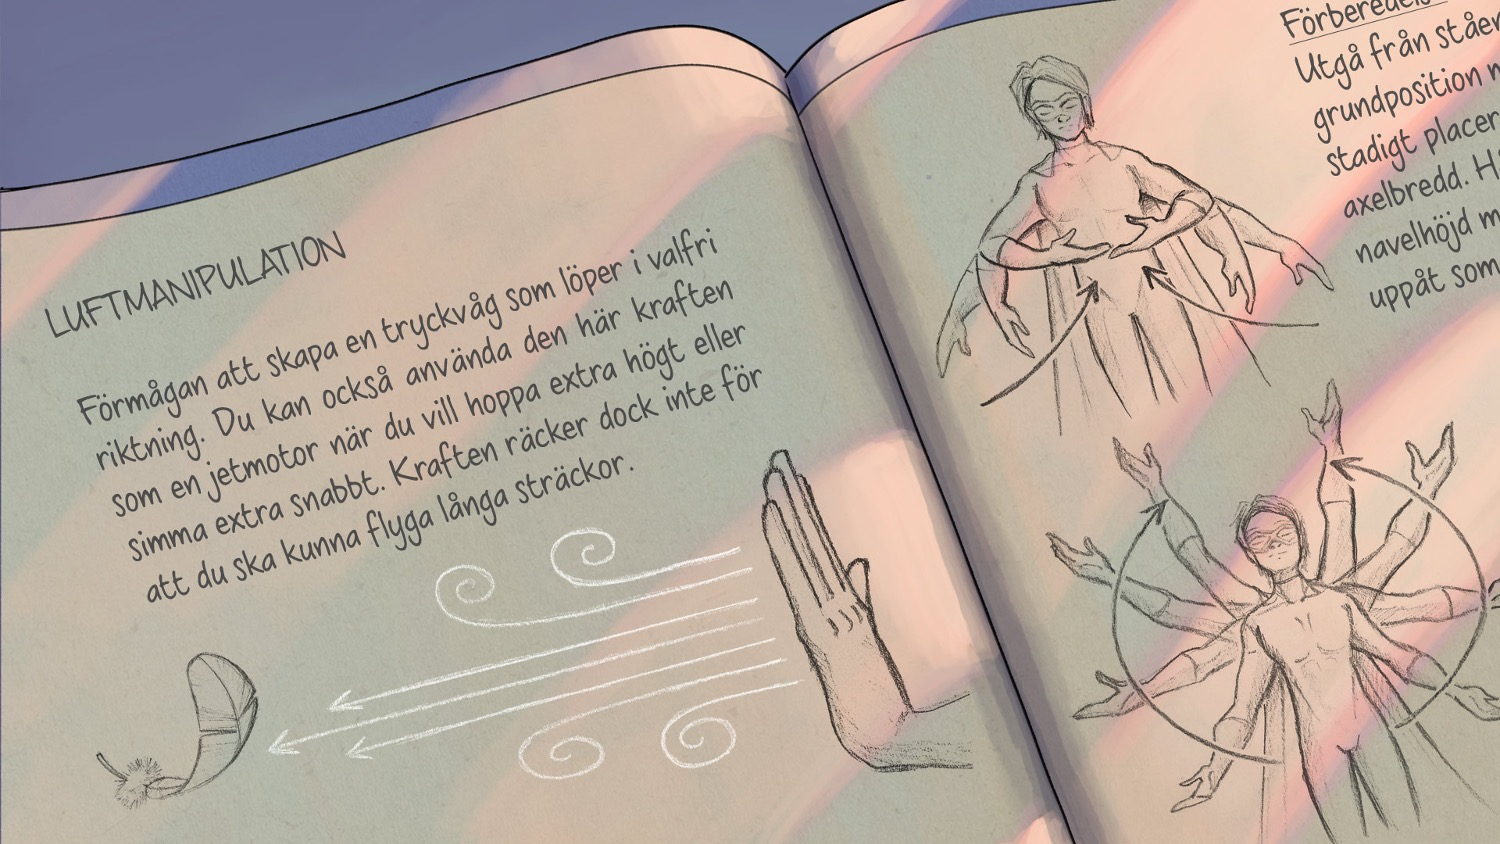 LUFTMANIPULATION
Förmågan att skapa en tryckvåg som löper i valfri
riktning. Du kan också använda den här kraften
som en jetmotor när du vill hoppa extra högt eller
simma extra snabbt. Kraften räcker dock inte för
att du ska kunna flyga långa sträckor.
Utgå från
grundposition
stadigt
axelbredd.
navelhöjd
uppåt som